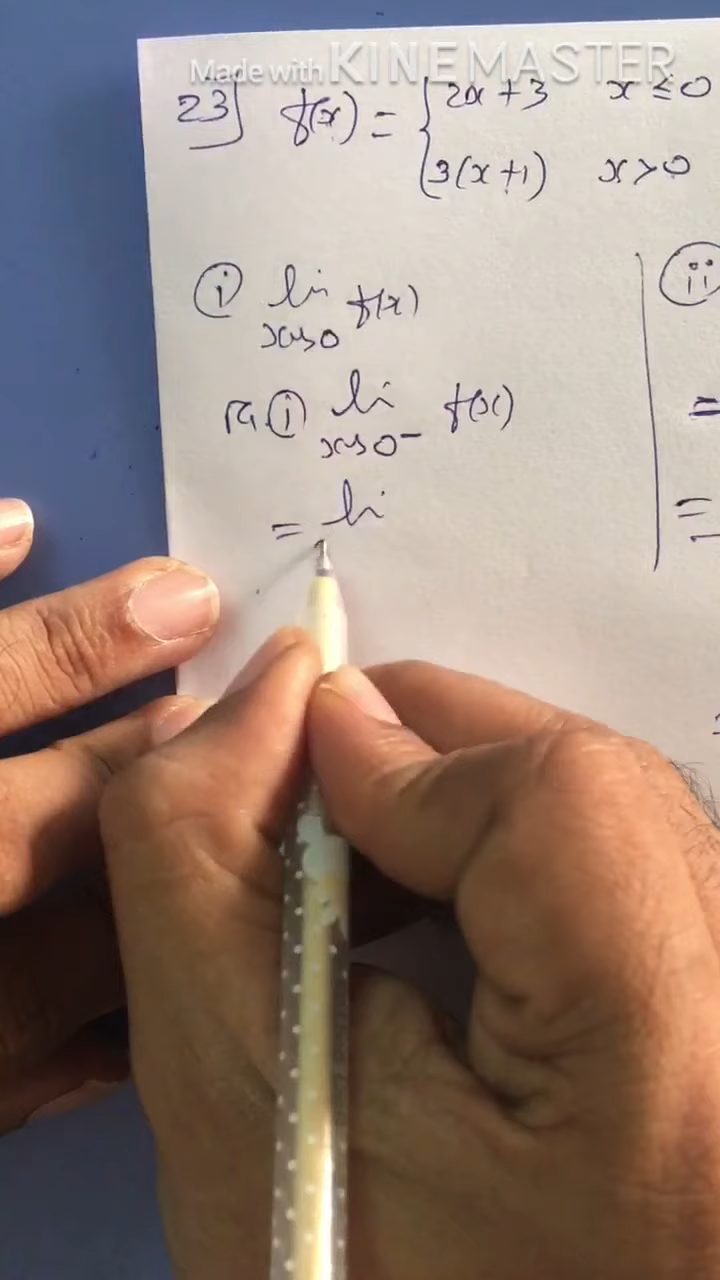 Made with KINEMASTER
23] f(x) = { 2x + 3 x ≤ 0
3(x+1) x > 0
(i) lim x→0 f(x)
(i) lim x→0⁻ f(x)
= lim
(ii)
=
=